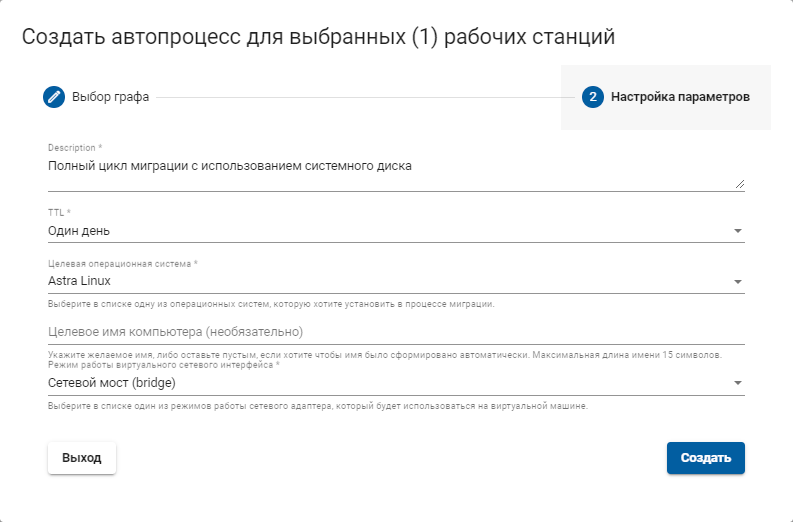 Создать автопроцесс для выбранных (1) рабочих станций
Выбор графа
2 Настройка параметров
Description *
Полный цикл миграции с использованием системного диска
TTL *
Один день
Целевая операционная система *
Astra Linux
Выберите в списке одну из операционных систем, которую хотите установить в процессе миграции.
Целевое имя компьютера (необязательно)
Укажите желаемое имя, либо оставьте пустым, если хотите чтобы имя было сформировано автоматически. Максимальная длина имени 15 символов.
Режим работы виртуального сетевого интерфейса *
Сетевой мост (bridge)
Выберите в списке один из режимов работы сетевого адаптера, который будет использоваться на виртуальной машине.
Выход
Создать